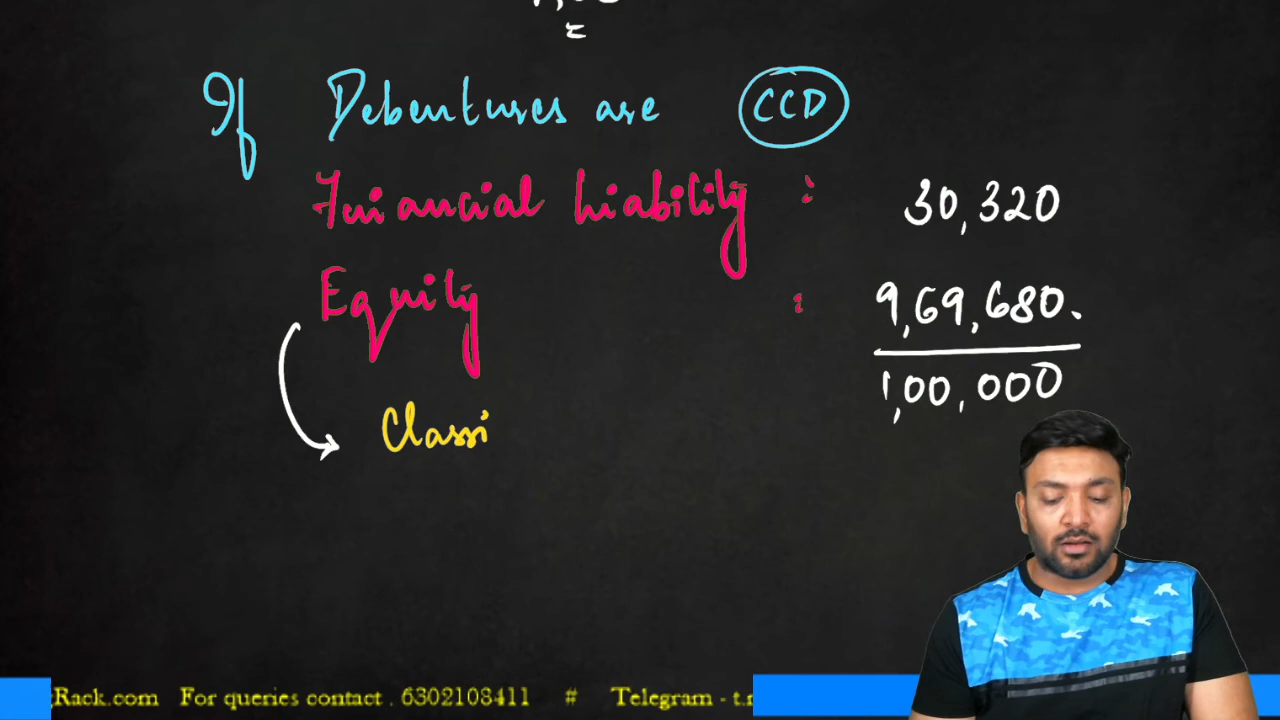 If Debentures are CCD
Financial Liability : 30,320
Equity : 9,69,680.
1,00,000
Classi
gRack.com For queries contact . 6302108411 # Telegram - t.